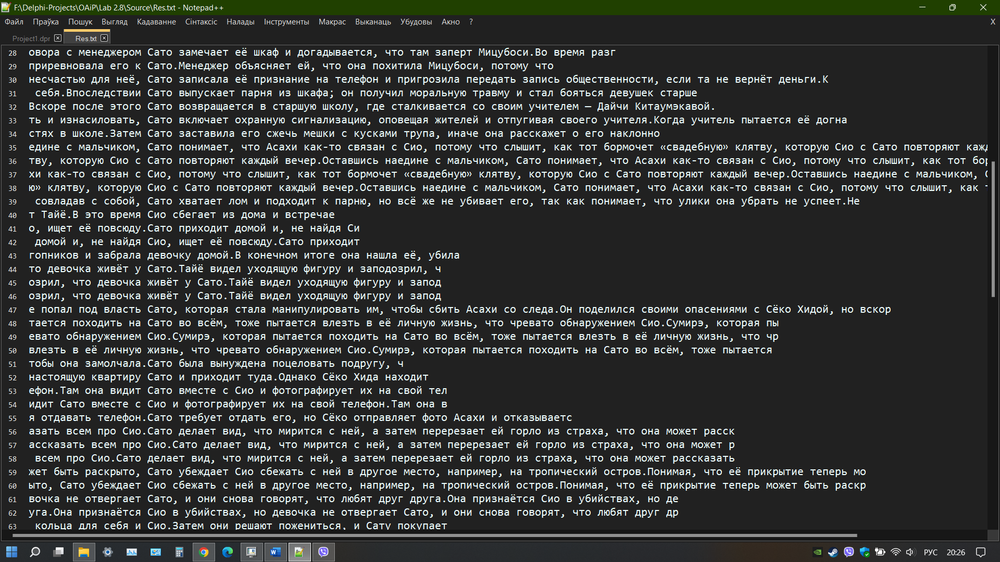 F:\Delphi-Projects\OAiP\Lab 2.8\Source\Res.txt - Notepad++
Файл Праўка Пошук Выгляд Кадаванне Сінтаксіс Налады Інструменты Макрас Выканаць Убудовы Акно ? X
Project1.dpr Res.txt
28 овора с менеджером Сато замечает её шкаф и догадывается, что там заперт Мицубоси.Во время разг
29 приревновала его к Сато.Менеджер объясняет ей, что она похитила Мицубоси, потому что
30 несчастью для неё, Сато записала её признание на телефон и пригрозила передать запись общественности, если та не вернёт деньги.К
31 себя.Впоследствии Сато выпускает парня из шкафа; он получил моральную травму и стал бояться девушек старше
32 Вскоре после этого Сато возвращается в старшую школу, где сталкивается со своим учителем — Дайчи Китаумэкавой.
33 ть и изнасиловать, Сато включает охранную сигнализацию, оповещая жителей и отпугивая своего учителя.Когда учитель пытается её догна
34 стях в школе.Затем Сато заставила его сжечь мешки с кусками трупа, иначе она расскажет о его наклонно
35 едине с мальчиком, Сато понимает, что Асахи как-то связан с Сио, потому что слышит, как тот бормочет «свадебную» клятву, которую Сио с Сато повторяют кажд
36 тву, которую Сио с Сато повторяют каждый вечер.Оставшись наедине с мальчиком, Сато понимает, что Асахи как-то связан с Сио, потому что слышит, как тот бор
37 хи как-то связан с Сио, потому что слышит, как тот бормочет «свадебную» клятву, которую Сио с Сато повторяют каждый вечер.Оставшись наедине с мальчиком, С
38 ю» клятву, которую Сио с Сато повторяют каждый вечер.Оставшись наедине с мальчиком, Сато понимает, что Асахи как-то связан с Сио, потому что слышит, как т
39 совладав с собой, Сато хватает лом и подходит к парню, но всё же не убивает его, так как понимает, что улики она убрать не успеет.Не
40 т Тайё.В это время Сио сбегает из дома и встречае
41 о, ищет её повсюду.Сато приходит домой и, не найдя Си
42 домой и, не найдя Сио, ищет её повсюду.Сато приходит
43 гопников и забрала девочку домой.В конечном итоге она нашла её, убила
44 то девочка живёт у Сато.Тайё видел уходящую фигуру и заподозрил, ч
45 озрил, что девочка живёт у Сато.Тайё видел уходящую фигуру и запод
46 озрил, что девочка живёт у Сато.Тайё видел уходящую фигуру и запод
47 е попал под власть Сато, которая стала манипулировать им, чтобы сбить Асахи со следа.Он поделился своими опасениями с Сёко Хидой, но вскор
48 тается походить на Сато во всём, тоже пытается влезть в её личную жизнь, что чревато обнаружением Сио.Сумирэ, которая пы
49 евато обнаружением Сио.Сумирэ, которая пытается походить на Сато во всём, тоже пытается влезть в её личную жизнь, что чр
50 влезть в её личную жизнь, что чревато обнаружением Сио.Сумирэ, которая пытается походить на Сато во всём, тоже пытается
51 тобы она замолчала.Сато была вынуждена поцеловать подругу, ч
52 настоящую квартиру Сато и приходит туда.Однако Сёко Хида находит
53 ефон.Там она видит Сато вместе с Сио и фотографирует их на свой тел
54 идит Сато вместе с Сио и фотографирует их на свой телефон.Там она в
55 я отдавать телефон.Сато требует отдать его, но Сёко отправляет фото Асахи и отказываетс
56 азать всем про Сио.Сато делает вид, что мирится с ней, а затем перерезает ей горло из страха, что она может расск
57 ассказать всем про Сио.Сато делает вид, что мирится с ней, а затем перерезает ей горло из страха, что она может р
58 всем про Сио.Сато делает вид, что мирится с ней, а затем перерезает ей горло из страха, что она может рассказать
59 жет быть раскрыто, Сато убеждает Сио сбежать с ней в другое место, например, на тропический остров.Понимая, что её прикрытие теперь мо
60 ыто, Сато убеждает Сио сбежать с ней в другое место, например, на тропический остров.Понимая, что её прикрытие теперь может быть раскр
61 вочка не отвергает Сато, и они снова говорят, что любят друг друга.Она признаётся Сио в убийствах, но де
62 уга.Она признаётся Сио в убийствах, но девочка не отвергает Сато, и они снова говорят, что любят друг др
63 кольца для себя и Сио.Затем они решают пожениться, и Сату покупает
РУС 20:26